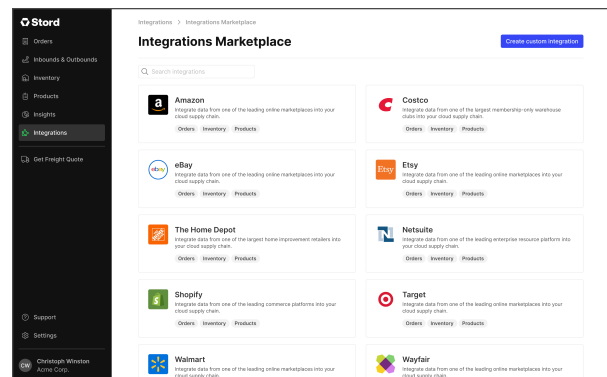 Stord
Orders
Inbounds & Outbounds
Inventory
Products
Insights
Integrations
Get Freight Quote
Support
Settings
CW
Christoph Winston
Acme Corp.
Integrations > Integrations Marketplace
Integrations Marketplace
Create custom integration
Search integrations
a
Amazon
Integrate data from one of the leading online marketplaces into your
cloud supply chain.
Orders Inventory Products
Costco
Integrate data from one of the largest membership-only warehouse
clubs into your cloud supply chain.
Orders Inventory Products
ebay
eBay
Integrate data from one of the leading online marketplaces into your
cloud supply chain.
Orders Inventory Products
Etsy
Etsy
Integrate data from one of the leading online marketplaces into your
cloud supply chain.
Orders Inventory Products
The Home Depot
Integrate data from one of the largest home improvement retailers into
your cloud supply chain.
Orders Inventory Products
N
Netsuite
Integrate data from one of the leading enterprise resource platform into
your cloud supply chain.
Orders Inventory Products
Shopify
Integrate data from one of the leading commerce platforms into your
cloud supply chain.
Orders Inventory Products
Target
Integrate data from one of the leading online marketplaces into your
cloud supply chain.
Orders Inventory Products
Walmart
Integrate data from one of the leading online marketplaces into your
cloud supply chain.
Wayfair
Integrate data from one of the leading online marketplaces into your
cloud supply chain.